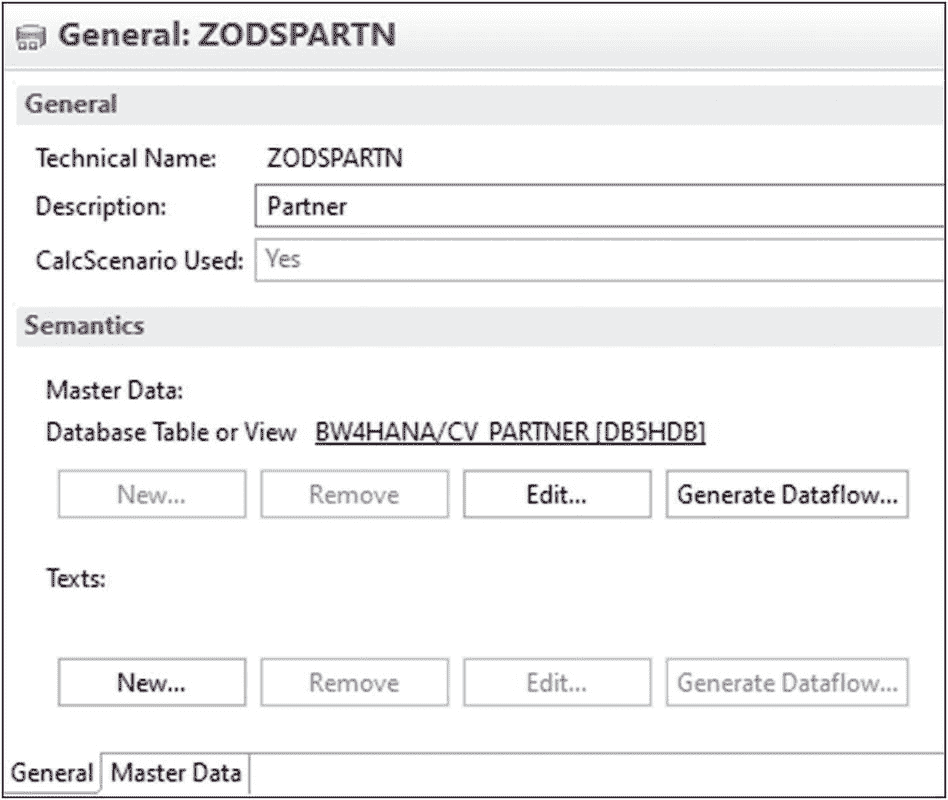 General: ZODSPARTN
General
Technical Name: ZODSPARTN
Description: Partner
CalcScenario Used: Yes
Semantics
Master Data:
Database Table or View BW4HANA/CV_PARTNER [DB5HDB]
New... Remove Edit... Generate Dataflow...
Texts:
New... Remove Edit... Generate Dataflow...
General Master Data